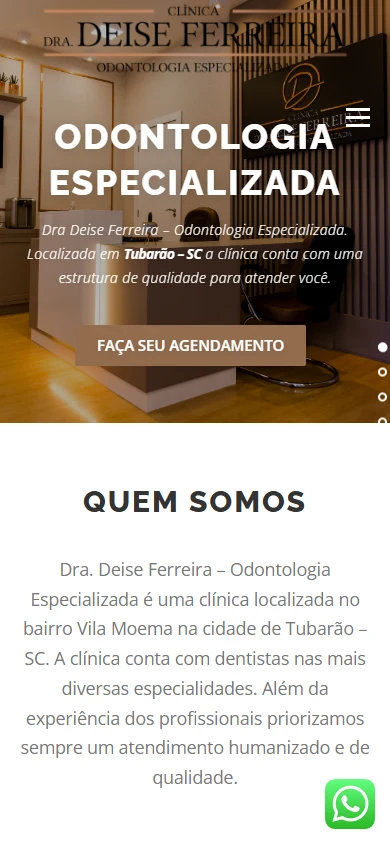 CLÍNICA
DRA. DEISE FERREIRA
ODONTOLOGIA ESPECIALIZADA
ODONTOLOGIA
ESPECIALIZADA
Dra Deise Ferreira – Odontologia Especializada.
Localizada em Tubarão – SC a clínica conta com uma
estrutura de qualidade para atender você.
FAÇA SEU AGENDAMENTO
QUEM SOMOS
Dra. Deise Ferreira – Odontologia
Especializada é uma clínica localizada no
bairro Vila Moema na cidade de Tubarão –
SC. A clínica conta com dentistas nas mais
diversas especialidades. Além da
experiência dos profissionais priorizamos
sempre um atendimento humanizado e de
qualidade.